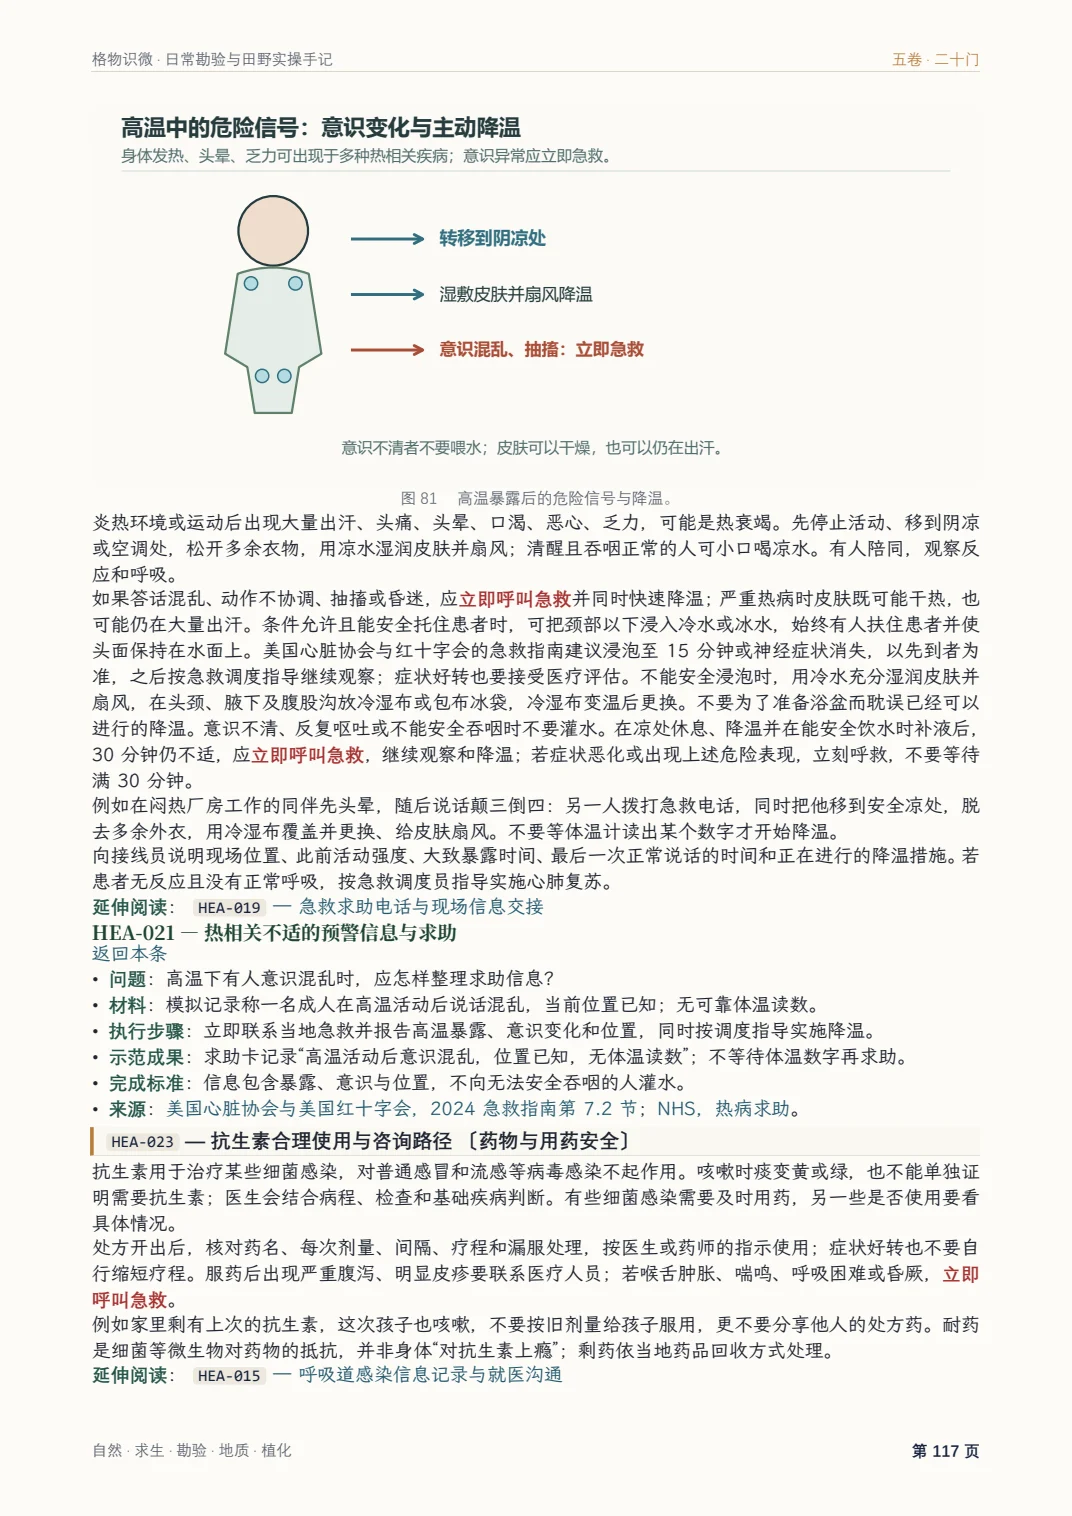 格物识微 · 日常勘验与田野实操手记
五卷 · 二十门
高温中的危险信号：意识变化与主动降温
身体发热、头晕、乏力可出现于多种热相关疾病；意识异常应立即急救。
转移到阴凉处
湿敷皮肤并扇风降温
意识混乱、抽搐：立即急救
意识不清者不要喂水；皮肤可以干燥，也可以仍在出汗。
图 81 高温暴露后的危险信号与降温。
炎热环境或运动后出现大量出汗、头痛、头晕、口渴、恶心、乏力，可能是热衰竭。先停止活动、移到阴凉
或空调处，松开多余衣物，用凉水湿润皮肤并扇风；清醒且吞咽正常的人可小口喝凉水。有人陪同，观察反
应和呼吸。
如果答话混乱、动作不协调、抽搐或昏迷，应立即呼叫急救并同时快速降温；严重热病时皮肤既可能干热，也
可能仍在大量出汗。条件允许且能安全托住患者时，可把颈部以下浸入冷水或冰水，始终有人扶住患者并使
头面保持在水面上。美国心脏协会与红十字会的急救指南建议浸泡至 15 分钟或神经症状消失，以先到者为
准，之后按急救调度指导继续观察；症状好转也要接受医疗评估。不能安全浸泡时，用冷水充分湿润皮肤并
扇风，在头颈、腋下及腹股沟放冷湿布或包布冰袋，冷湿布变温后更换。不要为了准备浴盆而耽误已经可以
进行的降温。意识不清、反复呕吐或不能安全吞咽时不要灌水。在凉处休息、降温并在能安全饮水时补液后，
30 分钟仍不适，应立即呼叫急救，继续观察和降温；若症状恶化或出现上述危险表现，立刻呼救，不要等待
满 30 分钟。
例如在闷热厂房工作的同伴先头晕，随后说话颠三倒四：另一人拨打急救电话，同时把他移到安全凉处，脱
去多余外衣，用冷湿布覆盖并更换、给皮肤扇风。不要等体温计读出某个数字才开始降温。
向接线员说明现场位置、此前活动强度、大致暴露时间、最后一次正常说话的时间和正在进行的降温措施。若
患者无反应且没有正常呼吸，按急救调度员指导实施心肺复苏。
延伸阅读： HEA-019 — 急救求助电话与现场信息交接
HEA-021 — 热相关不适的预警信息与求助
返回本条
• 问题：高温下有人意识混乱时，应怎样整理求助信息？
• 材料：模拟记录称一名成人在高温活动后说话混乱，当前位置已知；无可靠体温读数。
• 执行步骤：立即联系当地急救并报告高温暴露、意识变化和位置，同时按调度指导实施降温。
• 示范成果：求助卡记录“高温活动后意识混乱，位置已知，无体温读数”；不等待体温数字再求助。
• 完成标准：信息包含暴露、意识与位置，不向无法安全吞咽的人灌水。
• 来源：美国心脏协会与美国红十字会，2024 急救指南第 7.2 节；NHS，热病求助。
HEA-023 — 抗生素合理使用与咨询路径 〔药物与用药安全〕
抗生素用于治疗某些细菌感染，对普通感冒和流感等病毒感染不起作用。咳嗽时痰变黄或绿，也不能单独证
明需要抗生素；医生会结合病程、检查和基础疾病判断。有些细菌感染需要及时用药，另一些是否使用要看
具体情况。
处方开出后，核对药名、每次剂量、间隔、疗程和漏服处理，按医生或药师的指示使用；症状好转也不要自
行缩短疗程。服药后出现严重腹泻、明显皮疹要联系医疗人员；若喉舌肿胀、喘鸣、呼吸困难或昏厥，立即
呼叫急救。
例如家里剩有上次的抗生素，这次孩子也咳嗽，不要按旧剂量给孩子服用，更不要分享他人的处方药。耐药
是细菌等微生物对药物的抵抗，并非身体“对抗生素上瘾”；剩药依当地药品回收方式处理。
延伸阅读： HEA-015 — 呼吸道感染信息记录与就医沟通
自然 · 求生 · 勘验 · 地质 · 植化
第 117 页